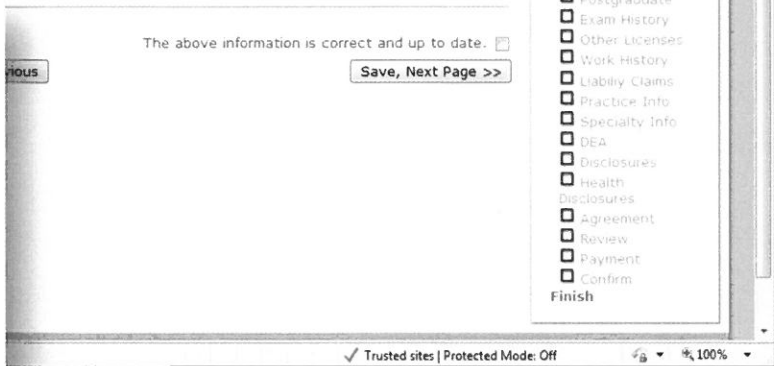 Postgraduate
Exam History
The above information is correct and up to date.
Other Licenses
Work History
ious
Save, Next Page >>
Liabiliy Claims
Practice Info
Specialty Info
DEA
Disclosures
Health
Disclosures
Agreement
Review
Payment
Confirm
Finish
Trusted sites | Protected Mode: Off
100%